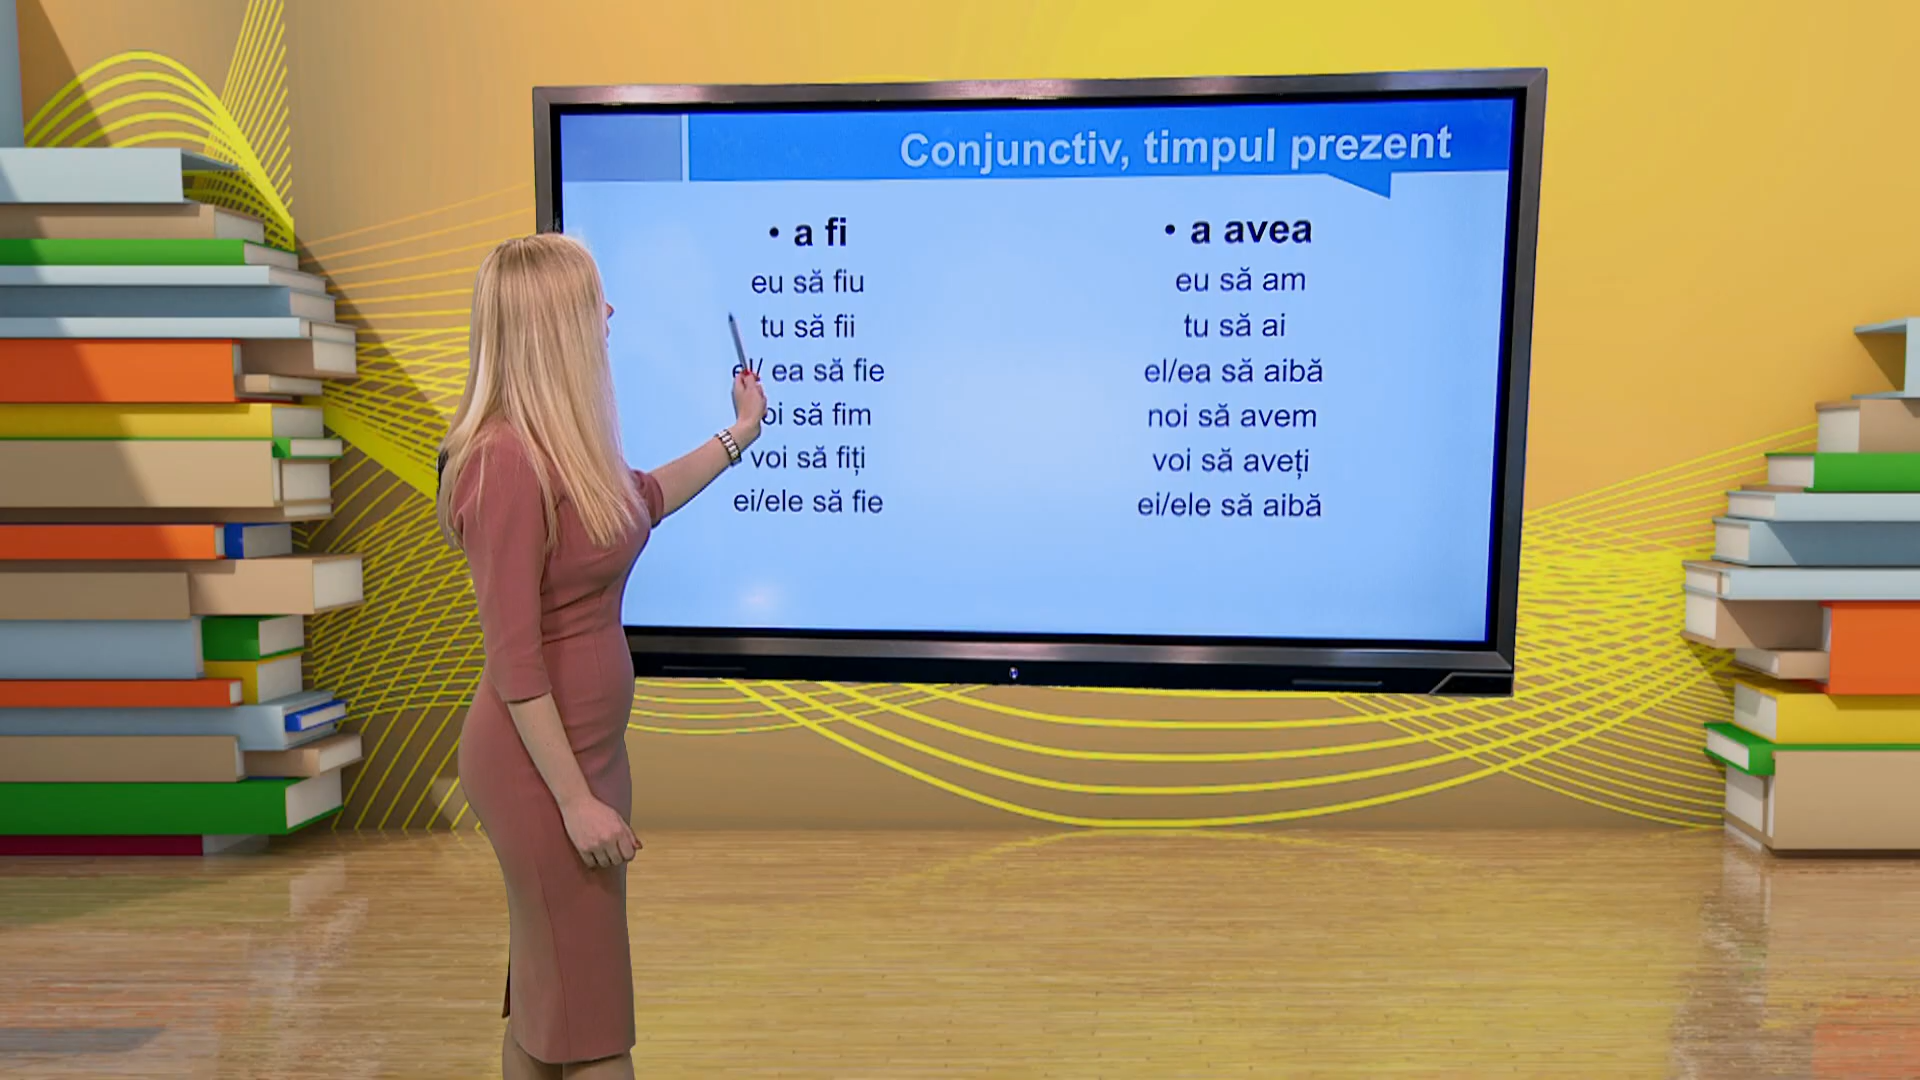 Conjunctiv, timpul prezent
• a fi
eu să fiu
tu să fii
el/ ea să fie
să fim
voi să fiți
ei/ele să fie
• a avea
eu să am
tu să ai
el/ea să aibă
noi să avem
voi să aveți
ei/ele să aibă